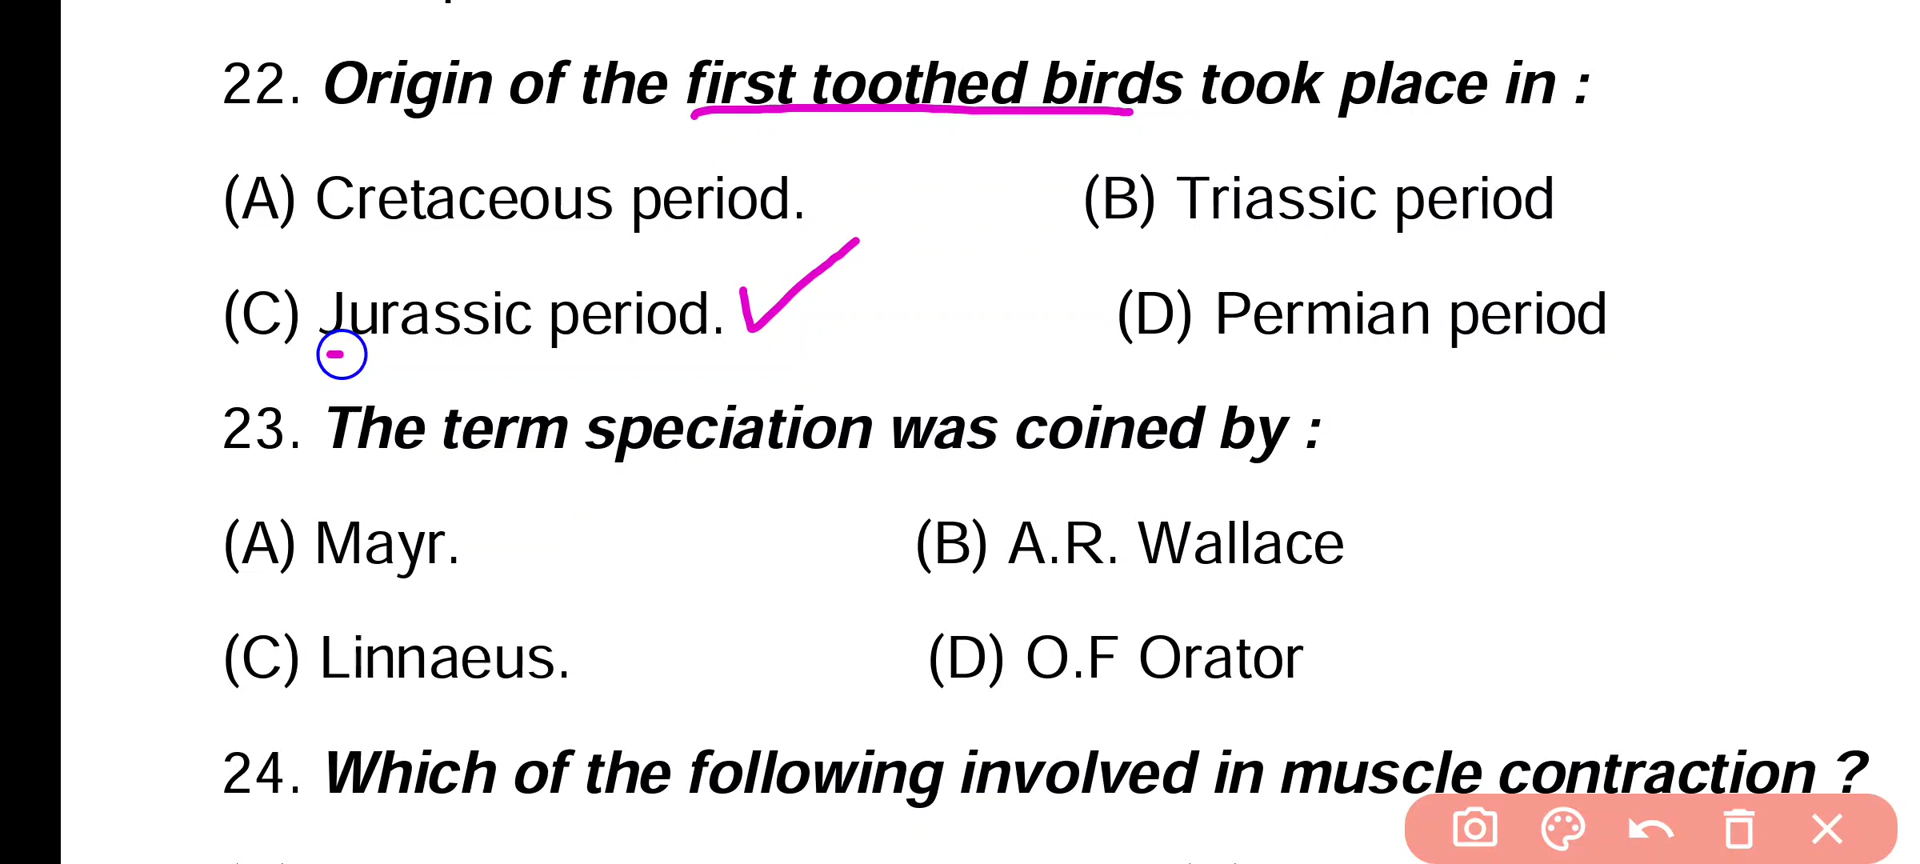 22. Origin of the first toothed birds took place in :
(A) Cretaceous period. (B) Triassic period
(C) Jurassic period. (D) Permian period
23. The term speciation was coined by :
(A) Mayr. (B) A.R. Wallace
(C) Linnaeus. (D) O.F Orator
24. Which of the following involved in muscle contraction ?